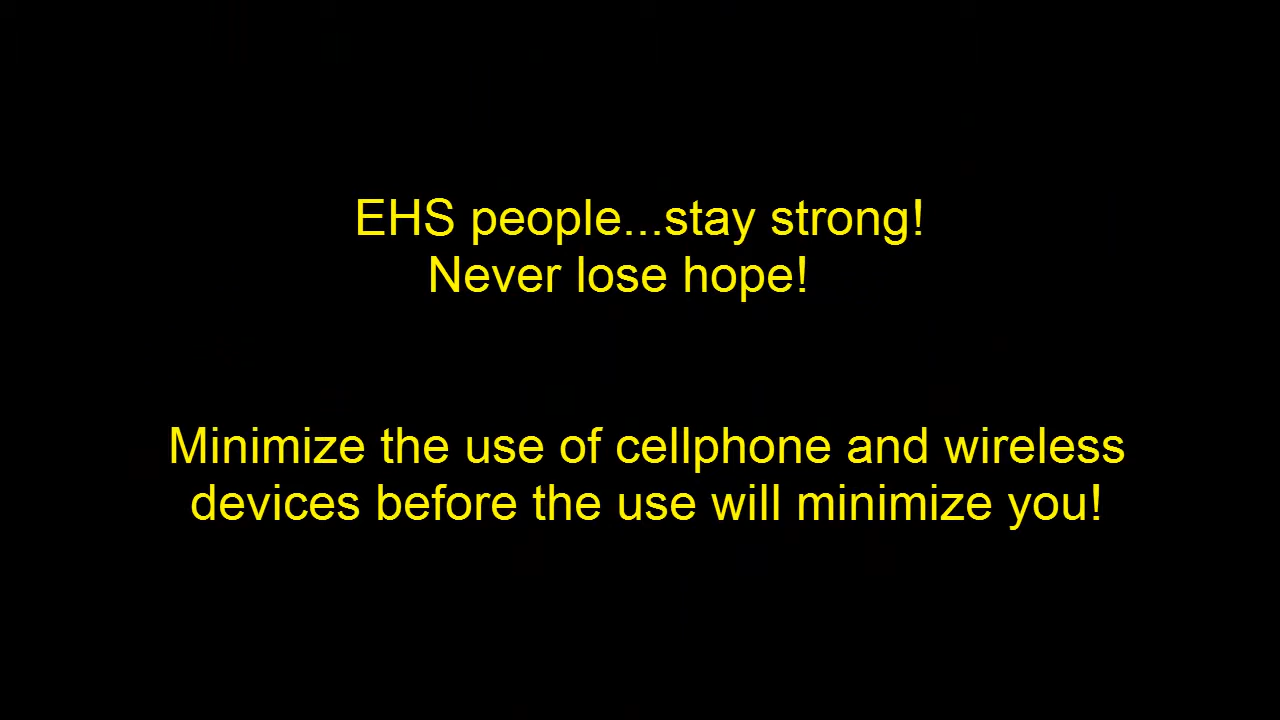 EHS people...stay strong!
Never lose hope!
Minimize the use of cellphone and wireless
devices before the use will minimize you!